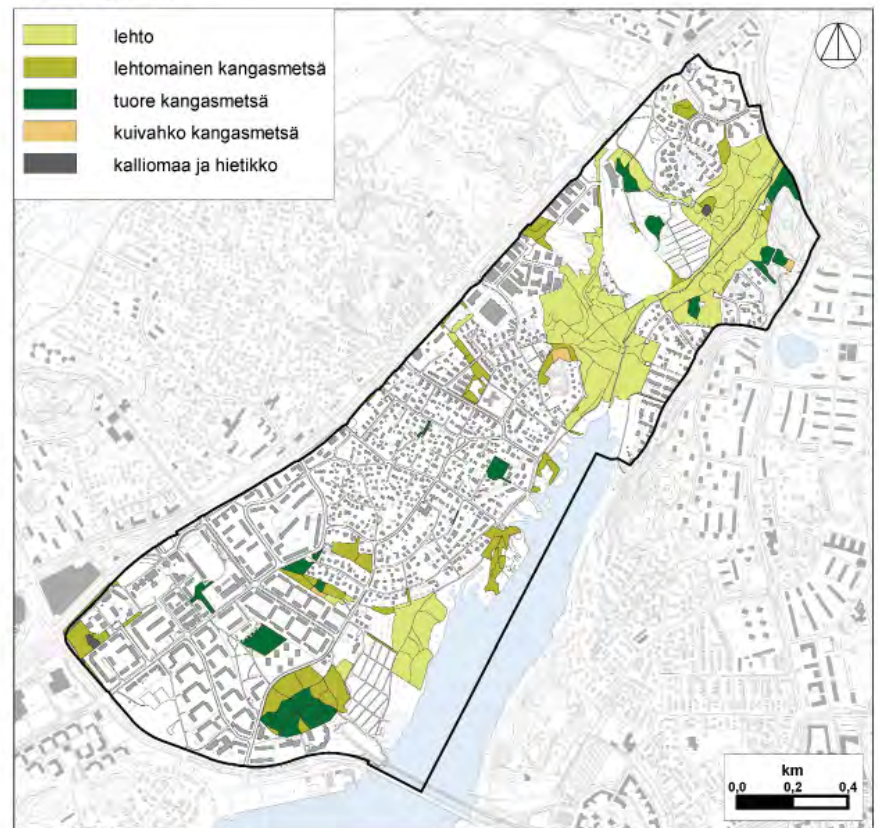 lehto
lehtomainen kangasmetsä
tuore kangasmetsä
kuivahko kangasmetsä
kalliomaa ja hietikko
km
0,0 0,2 0,4